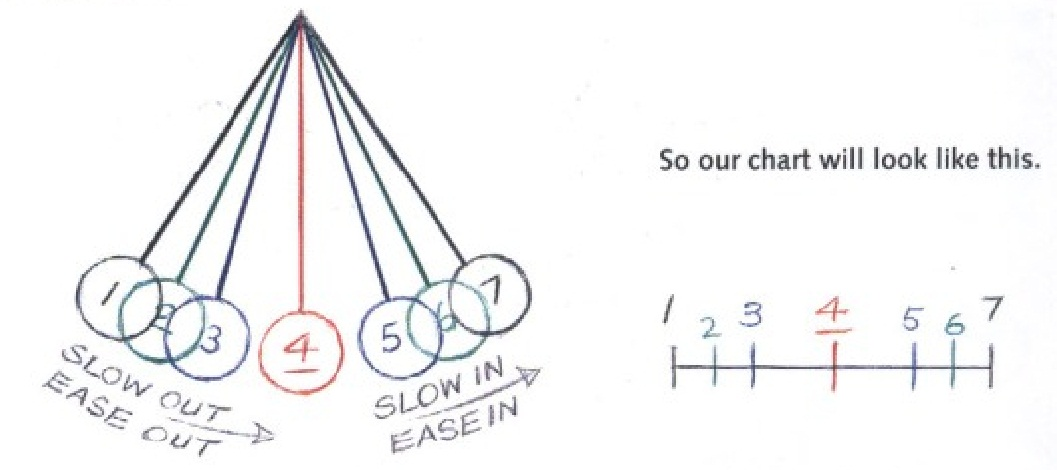 So our chart will look like this.
1 2 3 4 5 6 7
1 2 3 4 5 6 7
SLOW OUT
EASE OUT
SLOW IN
EASE IN